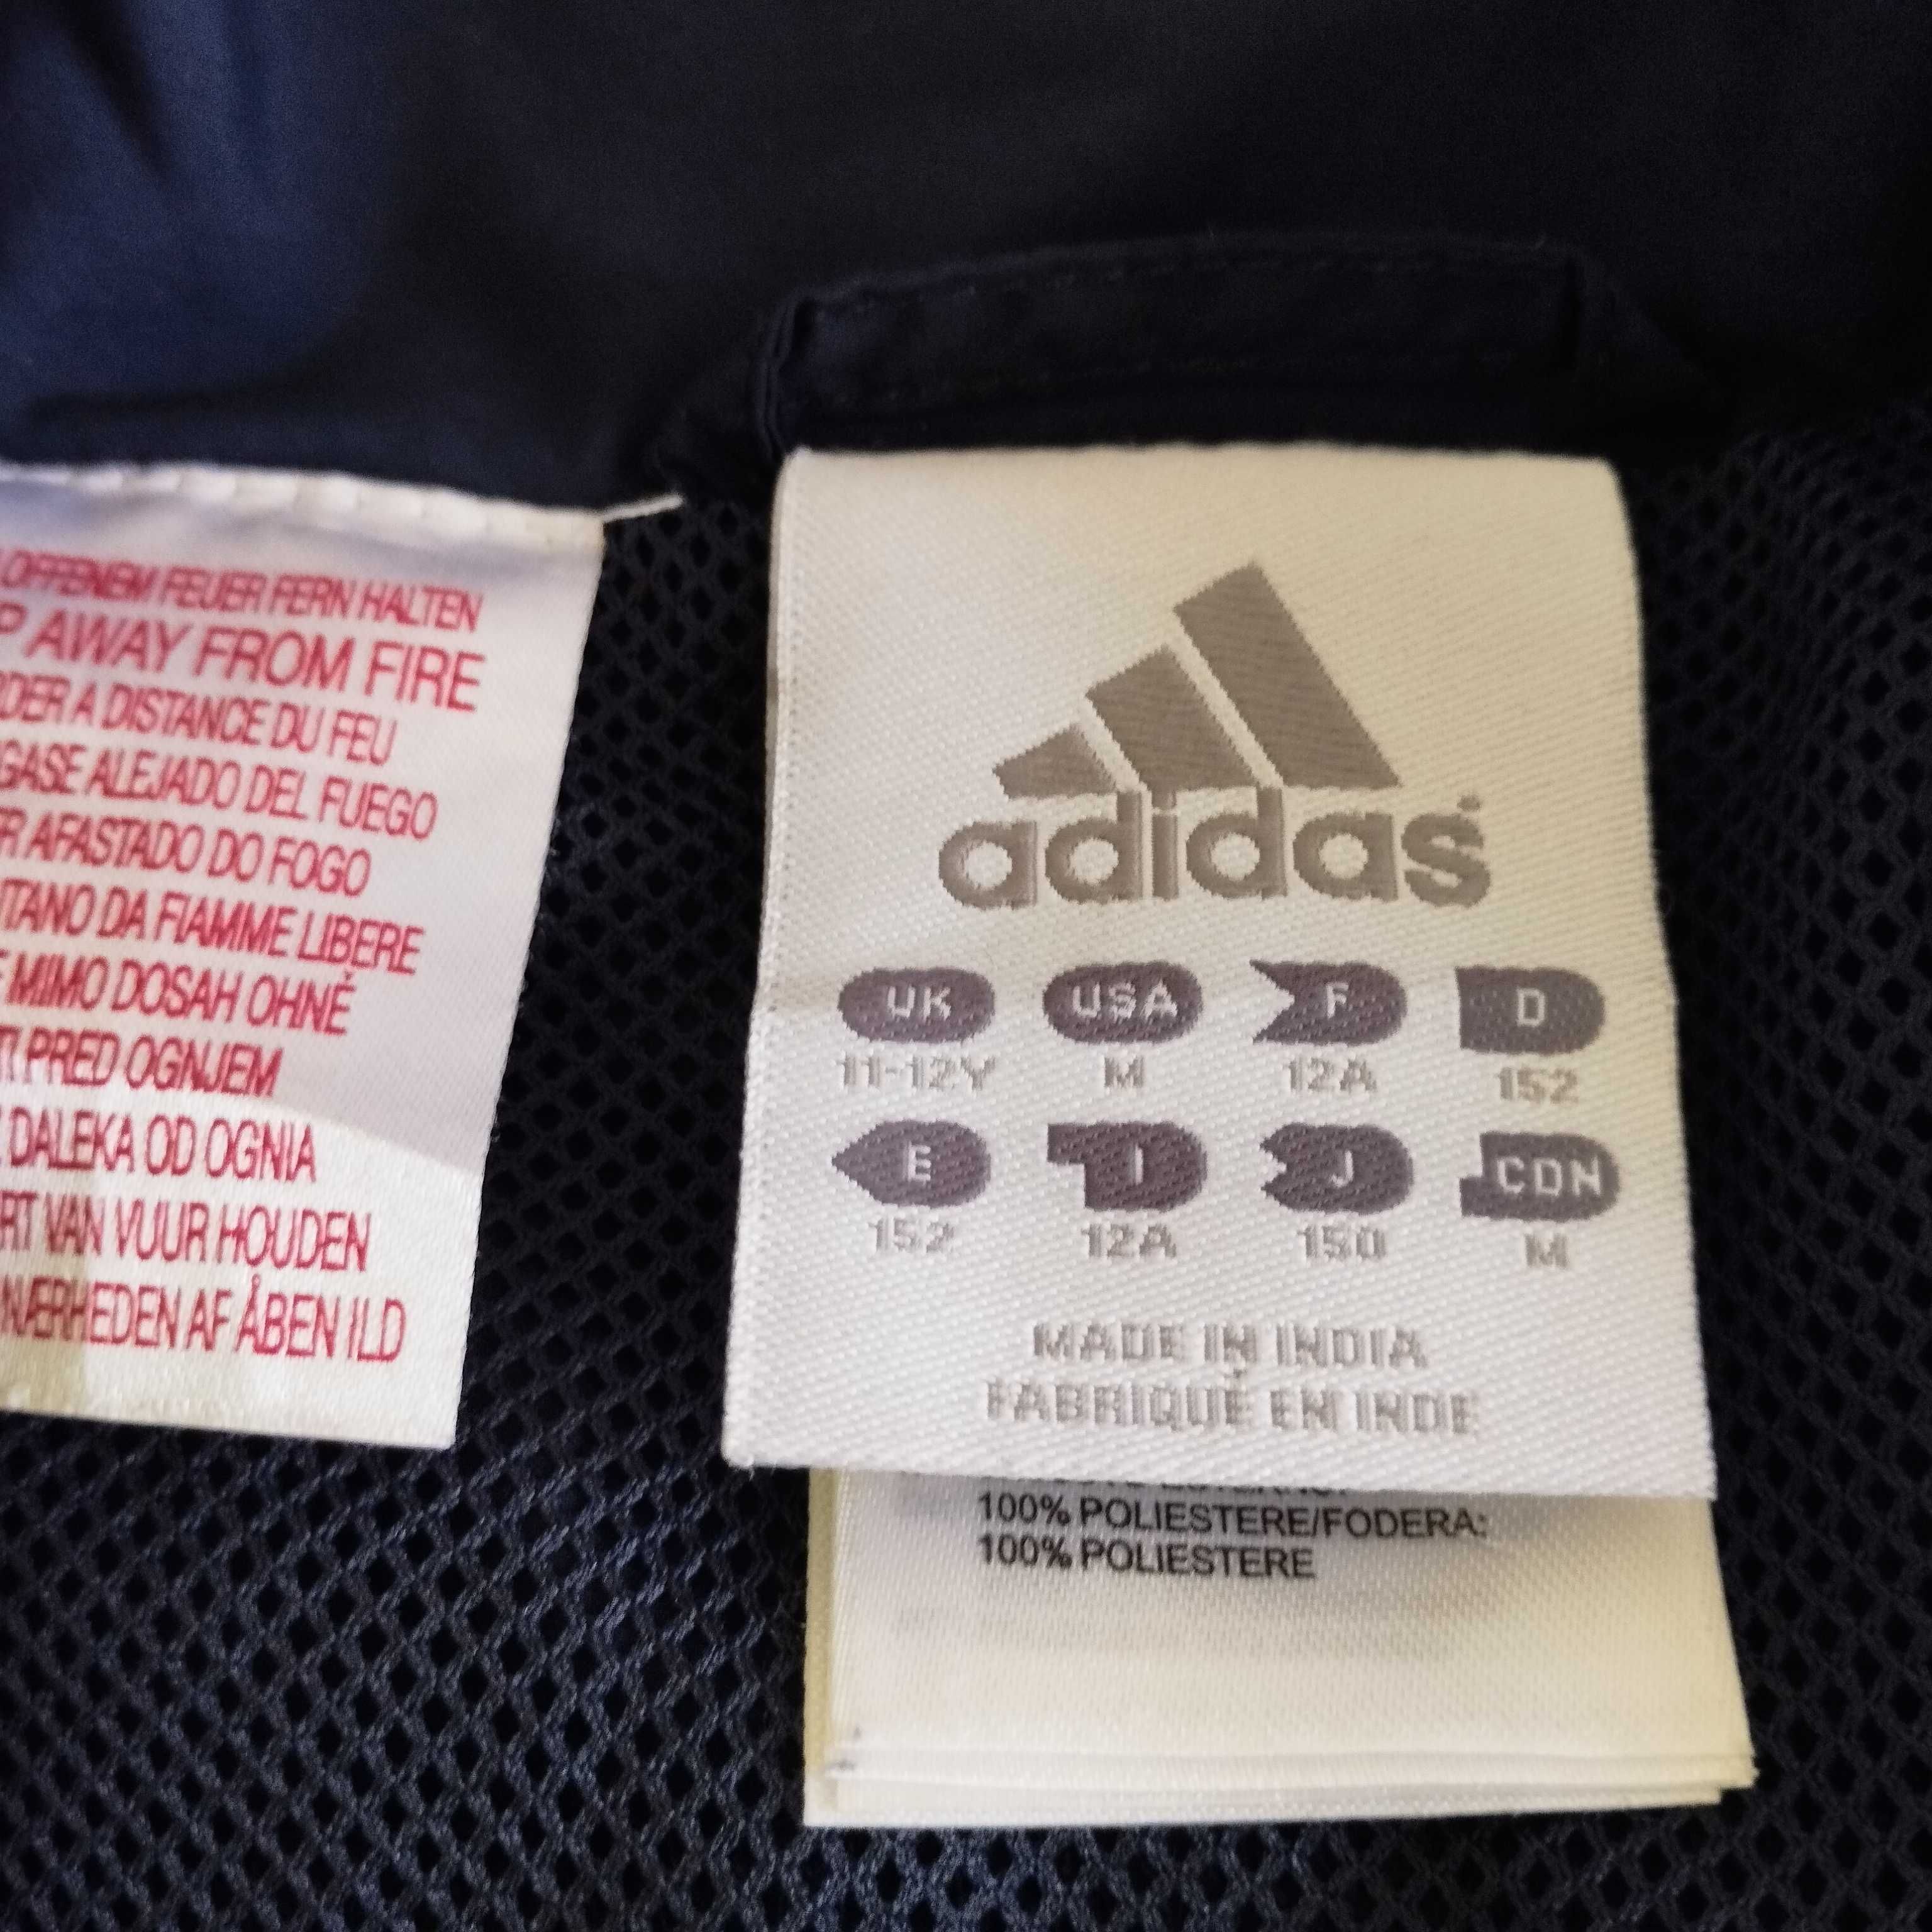 OFFENEM FEUER FERN HALTEN
P AWAY FROM FIRE
DER A DISTANCE DU FEU
GASE ALEJADO DEL FUEGO
R AFASTADO DO FOGO
TANO DA FIAMME LIBERE
MIMO DOSAH OHNĚ
TI PRED OGNJEM
DALEKA OD OGNIA
RT VAN VUUR HOUDEN
NÆRHEDEN AF ÅBEN ILD
adidas
UK USA F D
11-12Y M 12A 152
E I J CDN
152 12A 150 M
MADE IN INDIA
FABRIQUÉ EN INDE
100% POLIESTERE/FODERA:
100% POLIESTERE